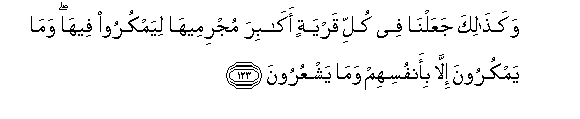 وَكَذَٰلِكَ جَعَلْنَا فِى كُلِّ قَرْيَةٍ أَكَـٰبِرَ مُجْرِمِيهَا لِيَمْكُرُوا۟ فِيهَا ۖ وَمَا
يَمْكُرُونَ إِلَّا بِأَنفُسِهِمْ وَمَا يَشْعُرُونَ ١٢٣